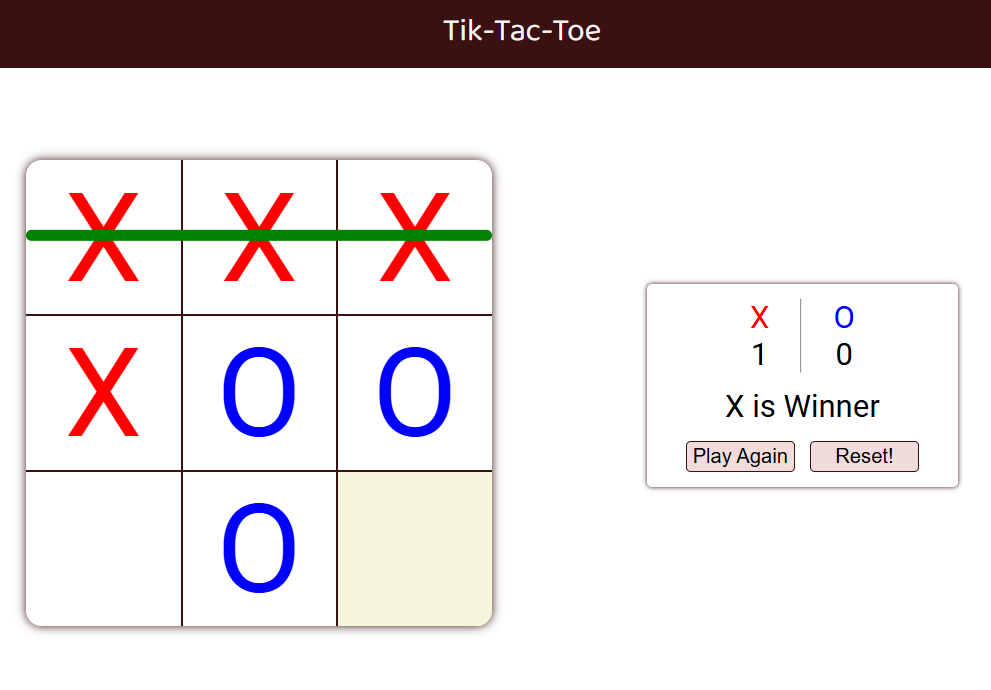 Tik-Tac-Toe
X X X
X O O
O
X O
1 0
X is Winner
Play Again Reset!